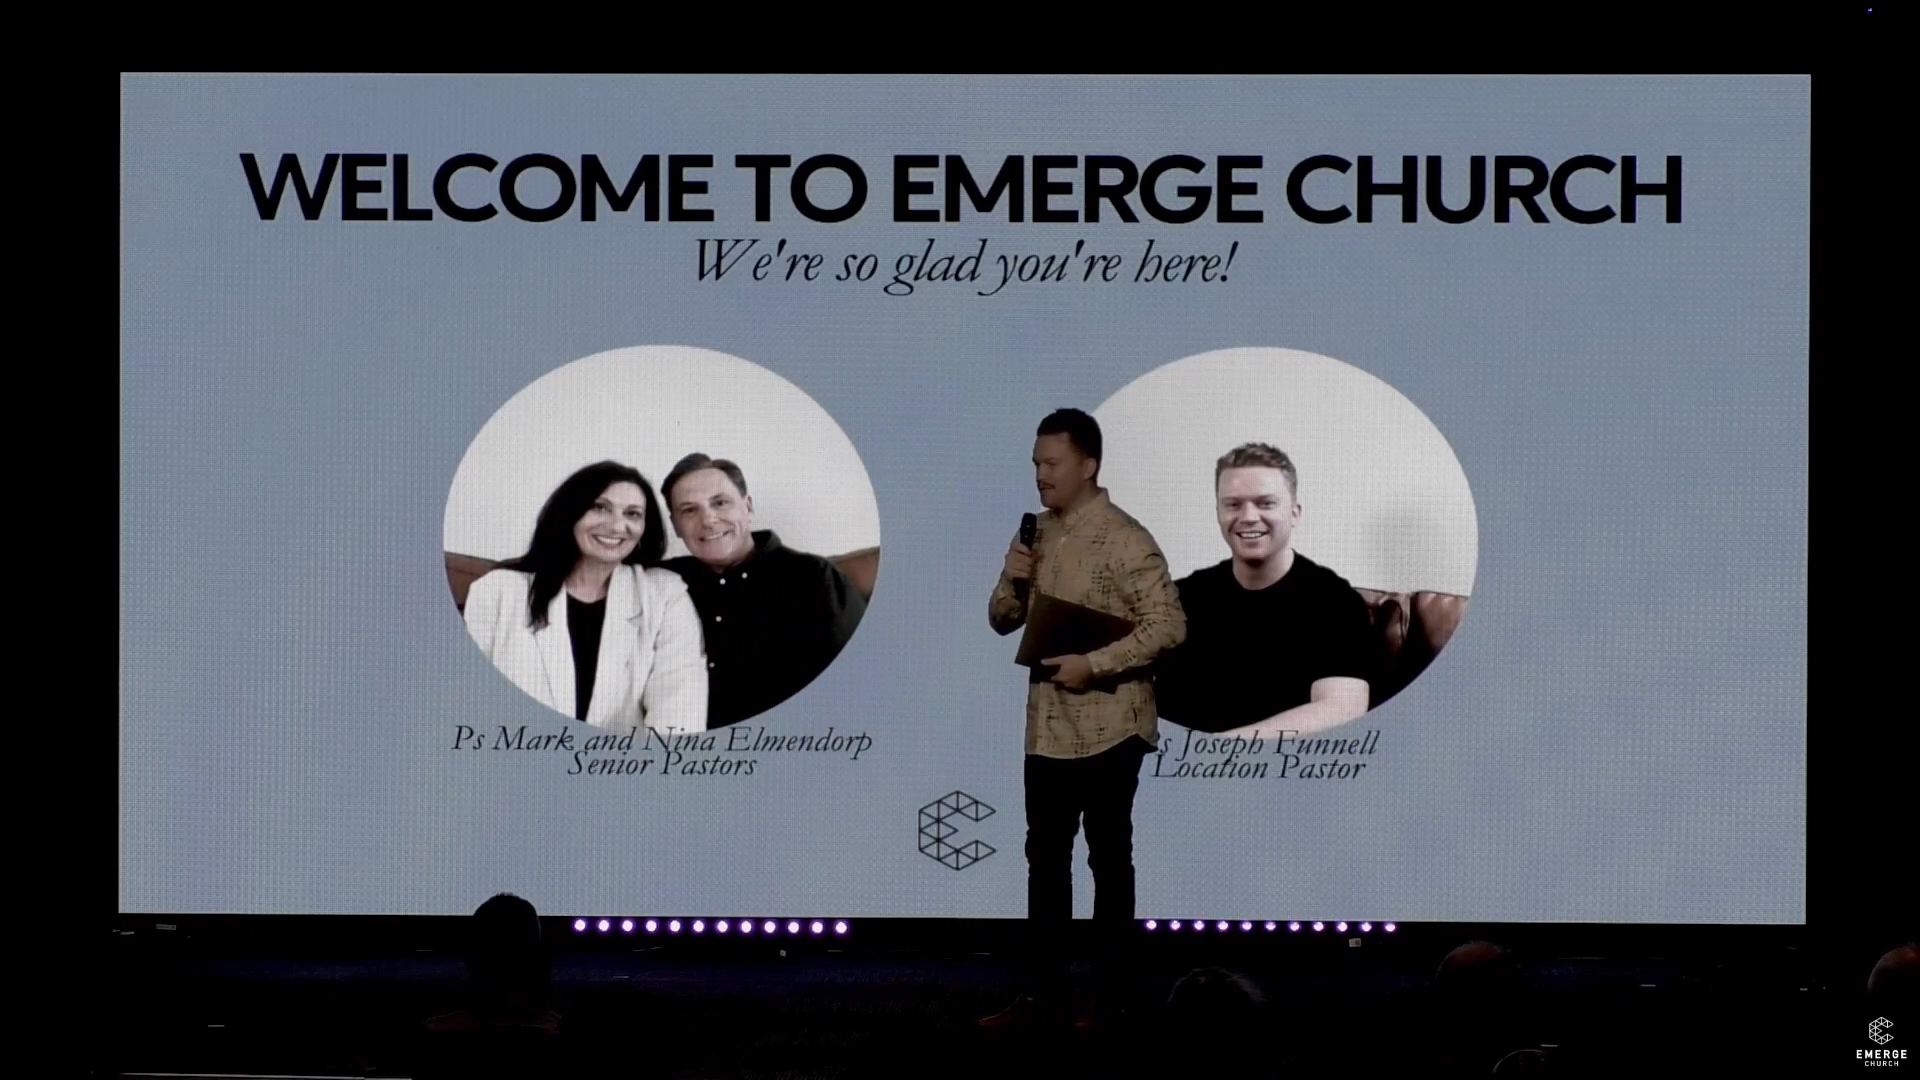 WELCOME TO EMERGE CHURCH
We're so glad you're here!
Ps Mark and Nina Elmendorp
Senior Pastors
s Joseph Funnell
Location Pastor
EMERGE
CHURCH